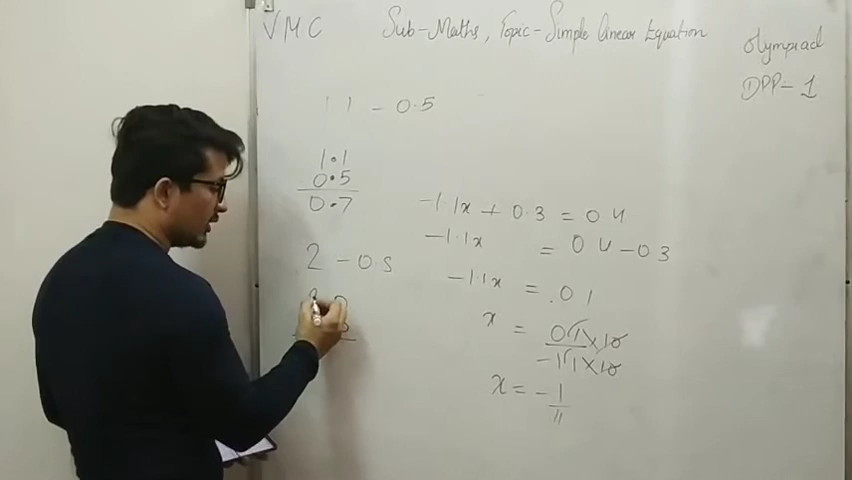 VMC Sub-Maths, Topic-Simple linear Equation
Olympiad
DPP-1
1 1 - 0.5
1.1
0.5
0.7
2 - 0.5
-1.1x + 0.3 = 0.4
-1.1x = 0.4 - 0.3
-1.1x = .01
x = 0.1 x 10
-1.1 x 10
x = -1
11